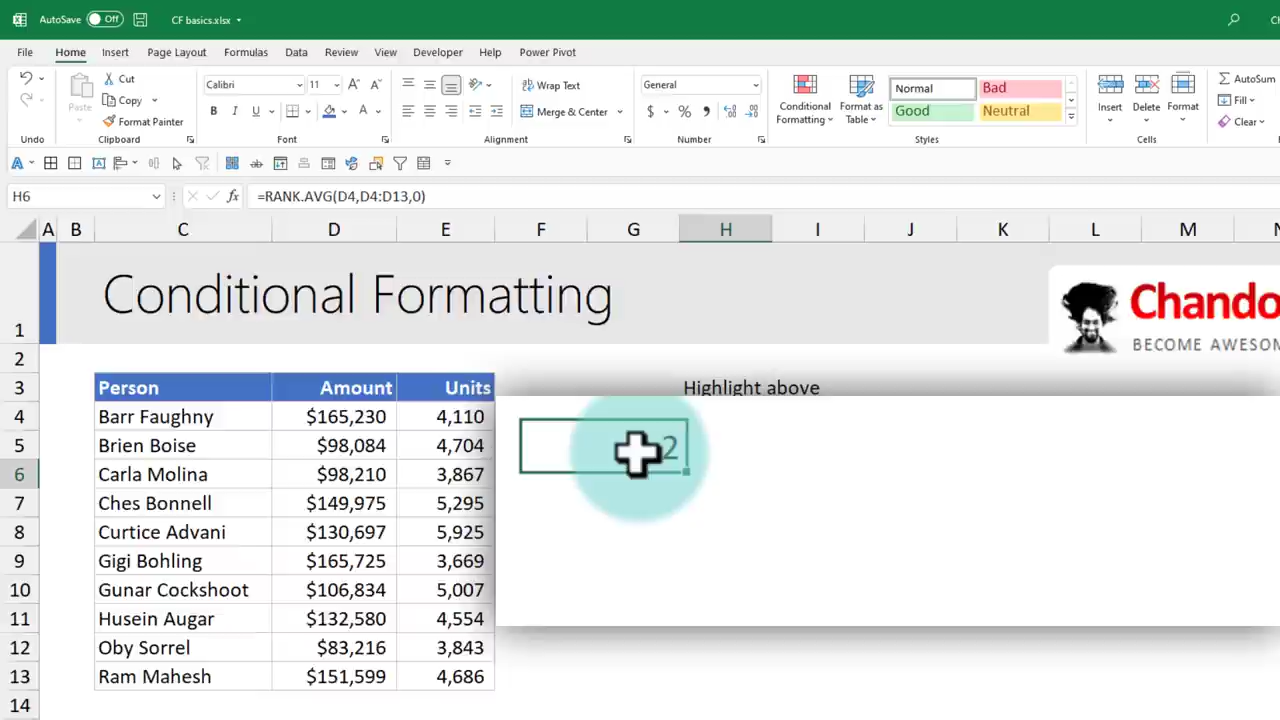 AutoSave Off CF basics.xlsx
File Home Insert Page Layout Formulas Data Review View Developer Help Power Pivot
Paste Cut Copy Format Painter
Calibri 11
B I U A
Wrap Text
Merge & Center
General
$ %
Conditional Formatting
Format as Table
Normal Bad
Good Neutral
Insert Delete Format
AutoSum
Fill
Clear
Undo Clipboard Font Alignment Number Styles Cells
H6 fx =RANK.AVG(D4,D4:D13,0)
A B C D E F G H I J K L M N
1 Conditional Formatting Chando
BECOME AWESOM
2
3 Person Amount Units Highlight above
4 Barr Faughny $165,230 4,110
5 Brien Boise $98,084 4,704 2
6 Carla Molina $98,210 3,867
7 Ches Bonnell $149,975 5,295
8 Curtice Advani $130,697 5,925
9 Gigi Bohling $165,725 3,669
10 Gunar Cockshoot $106,834 5,007
11 Husein Augar $132,580 4,554
12 Oby Sorrel $83,216 3,843
13 Ram Mahesh $151,599 4,686
14